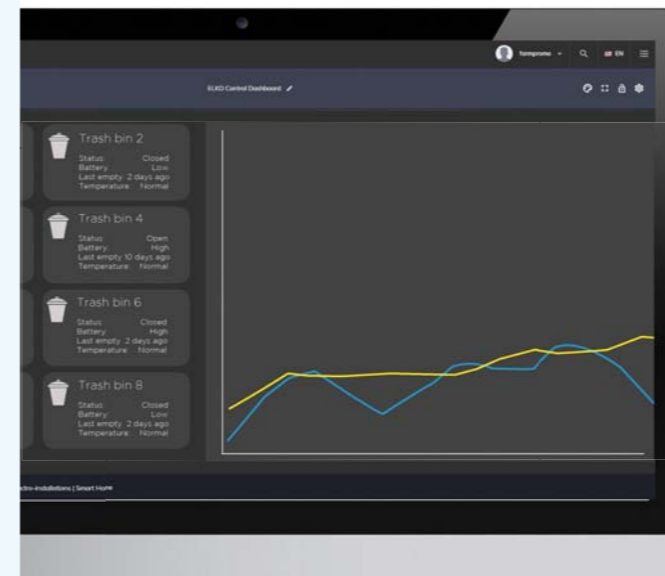 formpromo
EN
ELKO Control Dashboard
Trash bin 2
Status: Closed
Battery: Low
Last empty: 2 days ago
Temperature: Normal
Trash bin 4
Status: Open
Battery: High
Last empty: 10 days ago
Temperature: Normal
Trash bin 6
Status: Closed
Battery: High
Last empty: 2 days ago
Temperature: Normal
Trash bin 8
Status: Closed
Battery: Low
Last empty: 2 days ago
Temperature: Normal
ctro-installations | Smart Home